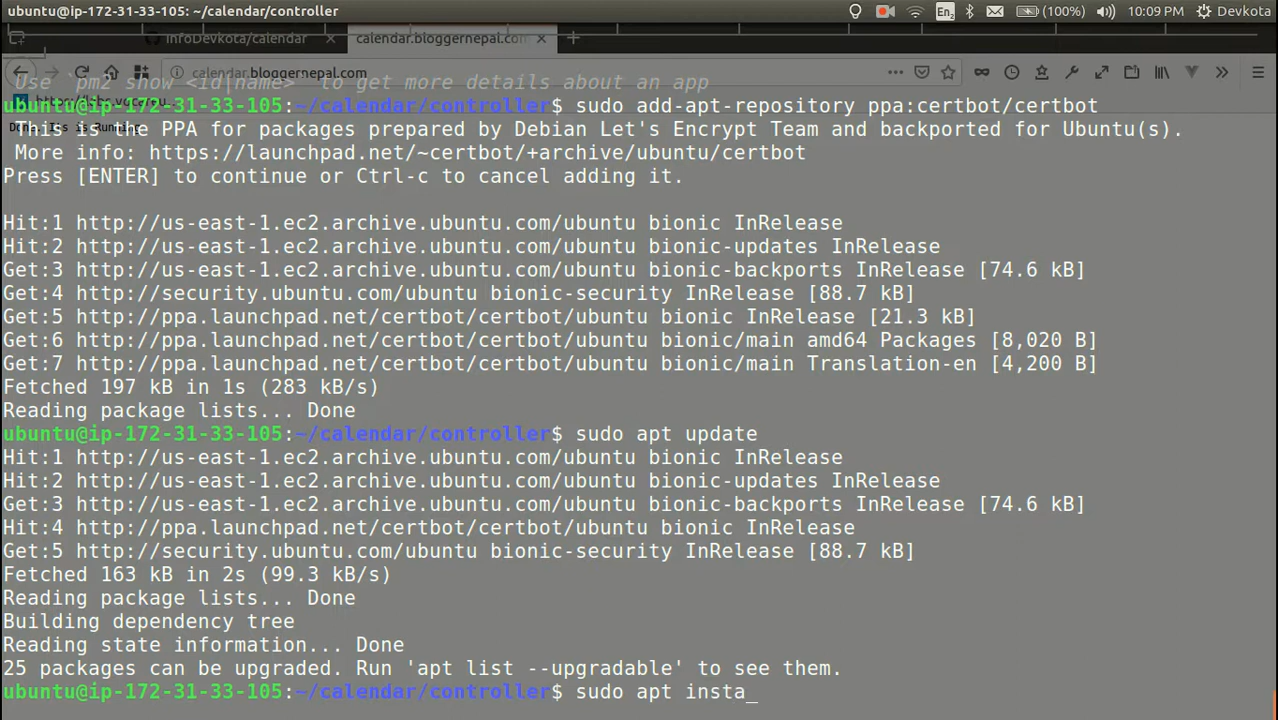 ubuntu@ip-172-31-33-105: ~/calendar/controller
En₂ (100%) 10:09 PM Devkota
InfoDevkota/calendar calendar.bloggernepal.com
calendar.bloggernepal.com
Use `pm2 show <id|name>` to get more details about an app
ubuntu@ip-172-31-33-105:~/calendar/controller$ sudo add-apt-repository ppa:certbot/certbot
This is the PPA for packages prepared by Debian Let's Encrypt Team and backported for Ubuntu(s).
More info: https://launchpad.net/~certbot/+archive/ubuntu/certbot
Press [ENTER] to continue or Ctrl-c to cancel adding it.
Hit:1 http://us-east-1.ec2.archive.ubuntu.com/ubuntu bionic InRelease
Hit:2 http://us-east-1.ec2.archive.ubuntu.com/ubuntu bionic-updates InRelease
Get:3 http://us-east-1.ec2.archive.ubuntu.com/ubuntu bionic-backports InRelease [74.6 kB]
Get:4 http://security.ubuntu.com/ubuntu bionic-security InRelease [88.7 kB]
Get:5 http://ppa.launchpad.net/certbot/certbot/ubuntu bionic InRelease [21.3 kB]
Get:6 http://ppa.launchpad.net/certbot/certbot/ubuntu bionic/main amd64 Packages [8,020 B]
Get:7 http://ppa.launchpad.net/certbot/certbot/ubuntu bionic/main Translation-en [4,200 B]
Fetched 197 kB in 1s (283 kB/s)
Reading package lists... Done
ubuntu@ip-172-31-33-105:~/calendar/controller$ sudo apt update
Hit:1 http://us-east-1.ec2.archive.ubuntu.com/ubuntu bionic InRelease
Hit:2 http://us-east-1.ec2.archive.ubuntu.com/ubuntu bionic-updates InRelease
Get:3 http://us-east-1.ec2.archive.ubuntu.com/ubuntu bionic-backports InRelease [74.6 kB]
Hit:4 http://ppa.launchpad.net/certbot/certbot/ubuntu bionic InRelease
Get:5 http://security.ubuntu.com/ubuntu bionic-security InRelease [88.7 kB]
Fetched 163 kB in 2s (99.3 kB/s)
Reading package lists... Done
Building dependency tree
Reading state information... Done
25 packages can be upgraded. Run 'apt list --upgradable' to see them.
ubuntu@ip-172-31-33-105:~/calendar/controller$ sudo apt insta_